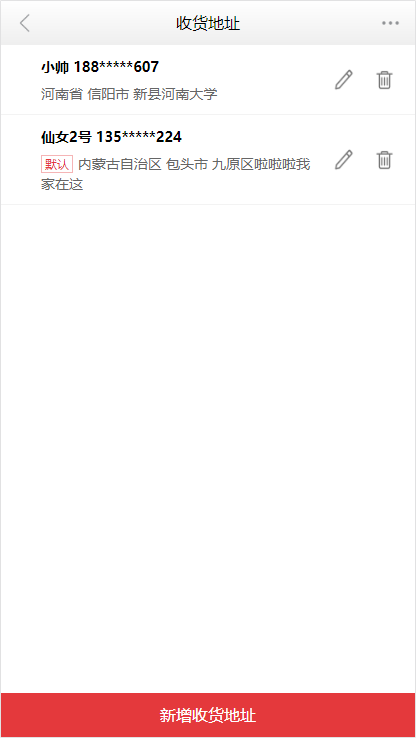 收货地址
小帅 188*****607
河南省 信阳市 新县河南大学
仙女2号 135*****224
默认 内蒙古自治区 包头市 九原区啦啦啦我
家在这
新增收货地址